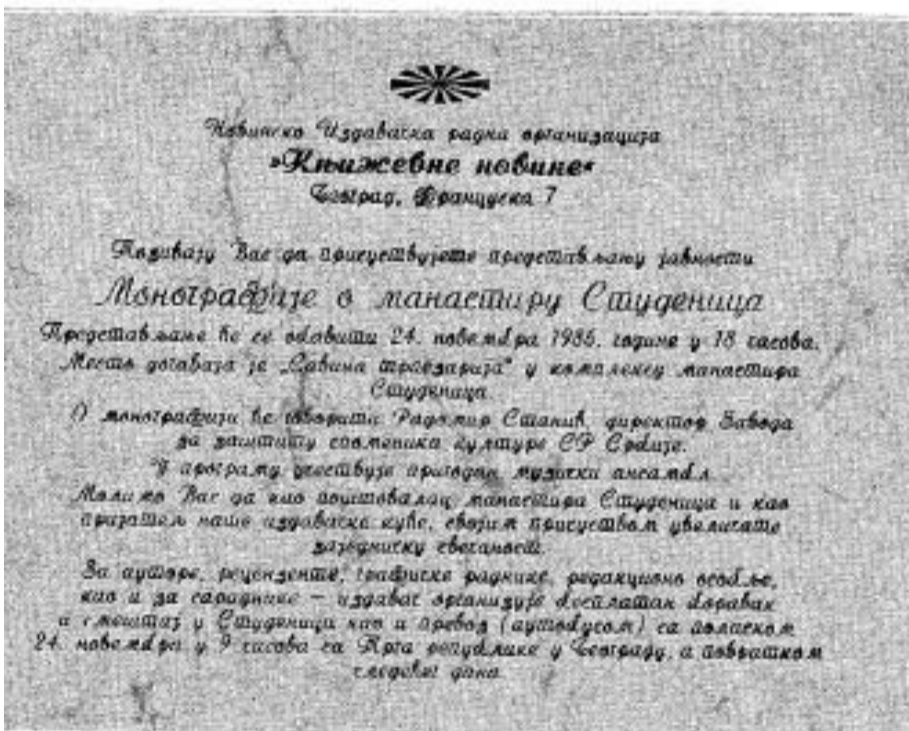 Новинско Издавачка радна организација
»Књижевне новине«
Београд, Француска 7
Позивају Вас да присуствујете представљању јавности
Монографије о манастиру Студеница
Представљање ће се обавити 24. новембра 1986. године у 18 часова.
Место догађаја је „Савина трпезарија" у комплексу манастира
Студеница.
О монографији ће говорити Радомир Станић, директор Завода
за заштиту споменика културе СР Србије.
У програму учествује пригодан музички ансамбл.
Молимо Вас да као поштовалац манастира Студеница и као
пријатељ наше издавачке куће, својим присуством увеличате
заједничку свечаност.
За ауторе, рецензенте, графичке раднике, редакционо особље,
као и за сараднике — издавач организује бесплатан боравак
и смештај у Студеници као и превоз (аутобусом) са поласком
24. новембра у 9 часова са Трга републике у Београду, а повратком
следећег дана.